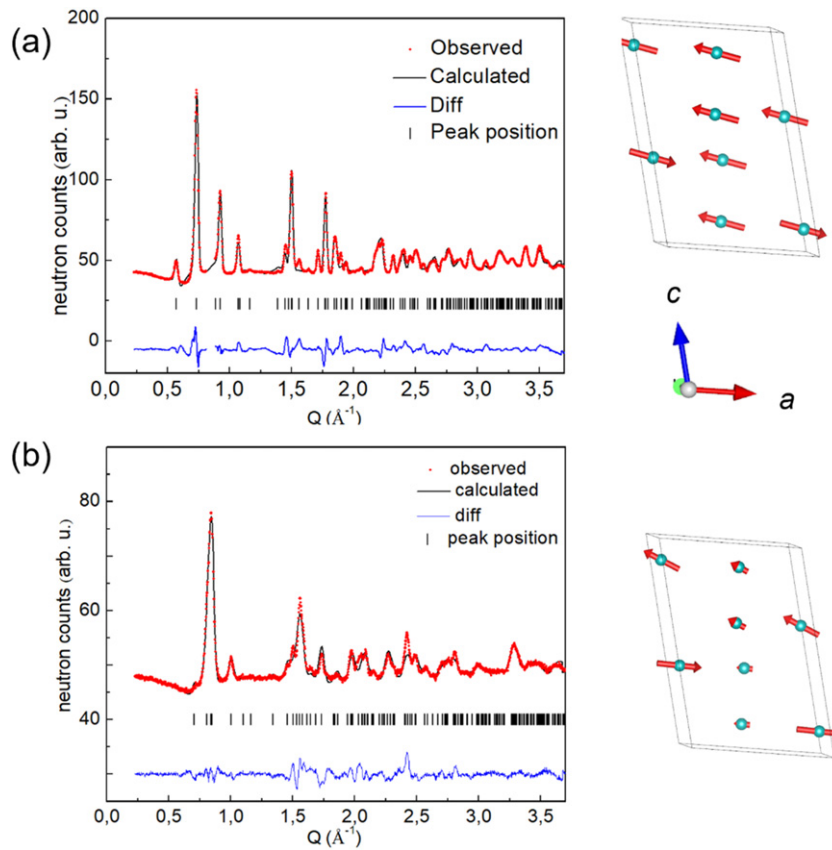 (a)
200
150
100
50
0
neutron counts (arb. u.)
Observed
Calculated
Diff
Peak position
0,0 0,5 1,0 1,5 2,0 2,5 3,0 3,5
Q (Å⁻¹)
c
a
(b)
80
60
40
neutron counts (arb. u.)
observed
calculated
diff
peak position
0,0 0,5 1,0 1,5 2,0 2,5 3,0 3,5
Q (Å⁻¹)